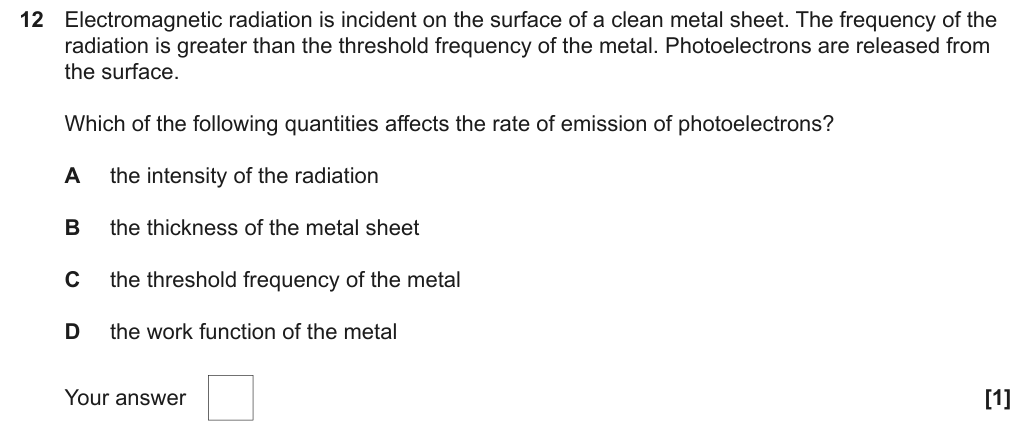 12 Electromagnetic radiation is incident on the surface of a clean metal sheet. The frequency of the
radiation is greater than the threshold frequency of the metal. Photoelectrons are released from
the surface.
Which of the following quantities affects the rate of emission of photoelectrons?
A the intensity of the radiation
B the thickness of the metal sheet
C the threshold frequency of the metal
D the work function of the metal
Your answer [1]